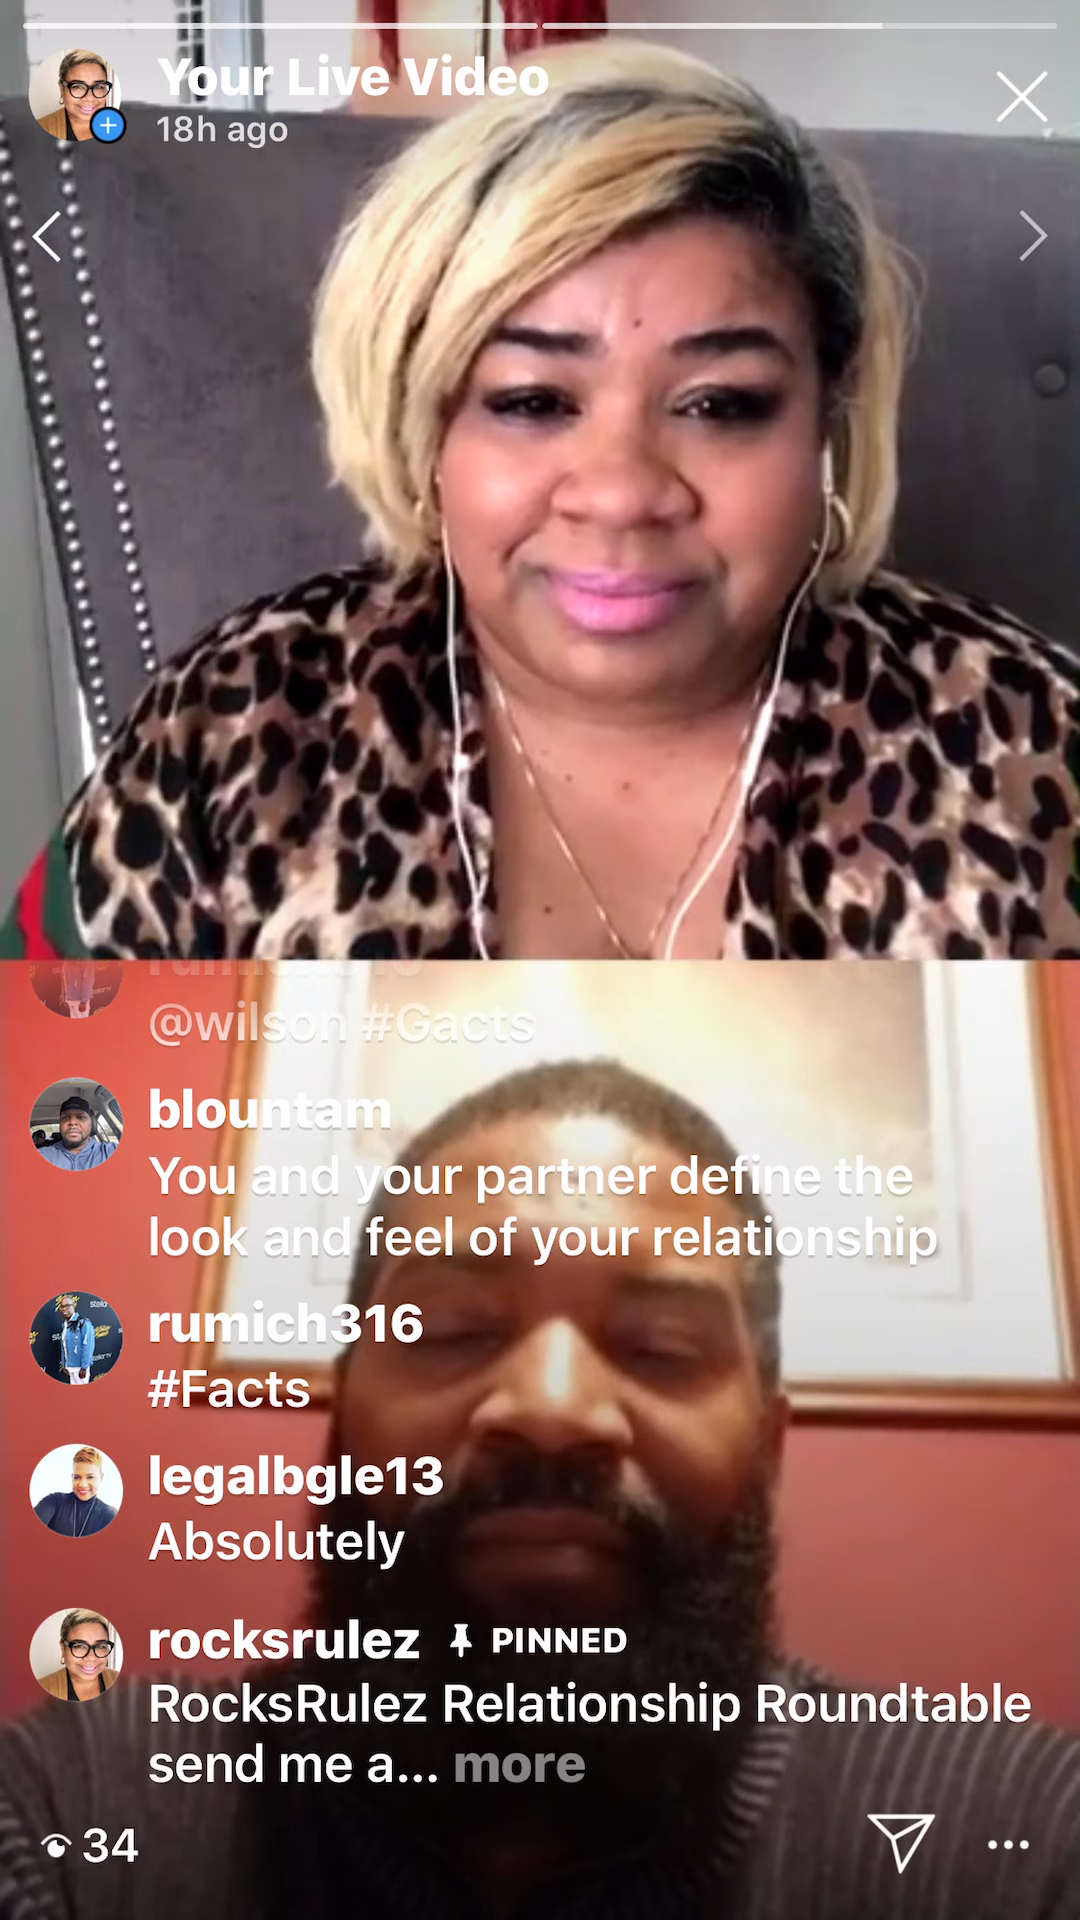 Your Live Video
18h ago
rumich316
@wilson #Gacts
blountam
You and your partner define the
look and feel of your relationship
rumich316
#Facts
legalbgle13
Absolutely
rocksrulez PINNED
RocksRulez Relationship Roundtable
send me a... more
34